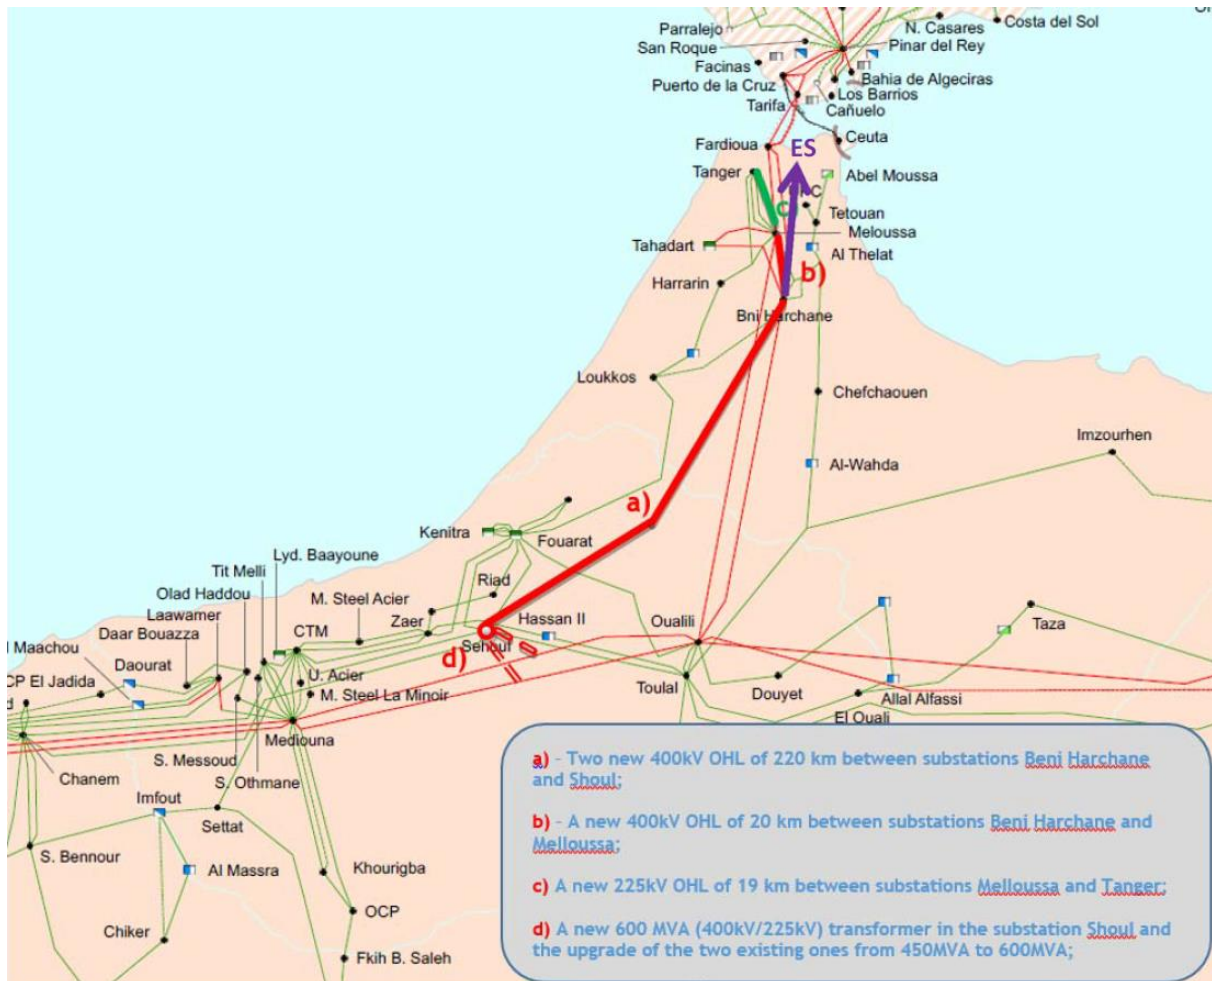 Parralejo
N. Casares
Costa del Sol
San Roque
Pinar del Rey
Facinas
Bahia de Algeciras
Puerto de la Cruz
Los Barrios
Tarifa
Cañuelo
Ceuta
Fardioua
ES
Tanger
Abel Moussa
c
Tetouan
Meloussa
Tahadart
Al Thelat
b)
Harrarin
Bni Harchane
Loukkos
Chefchaouen
Imzourhen
Al-Wahda
a)
Kenitra
Fouarat
Lyd. Baayoune
Tit Melli
Riad
Olad Haddou
M. Steel Acier
Laawamer
Zaer
Hassan II
Oualili
Taza
Daar Bouazza
CTM
Sehoul
Maachou
Daourat
d)
CP El Jadida
U. Acier
Toulal
Douyet
Allal Alfassi
M. Steel La Minoir
El Ouali
Mediouna
S. Messoud
Chanem
S. Othmane
Imfout
Settat
S. Bennour
Al Massra
Khourigba
OCP
Chiker
Fkih B. Saleh
a) - Two new 400kV OHL of 220 km between substations Beni Harchane
and Shoul;
b) - A new 400kV OHL of 20 km between substations Beni Harchane and
Melloussa;
c) A new 225kV OHL of 19 km between substations Melloussa and Tanger;
d) A new 600 MVA (400kV/225kV) transformer in the substation Shoul and
the upgrade of the two existing ones from 450MVA to 600MVA;